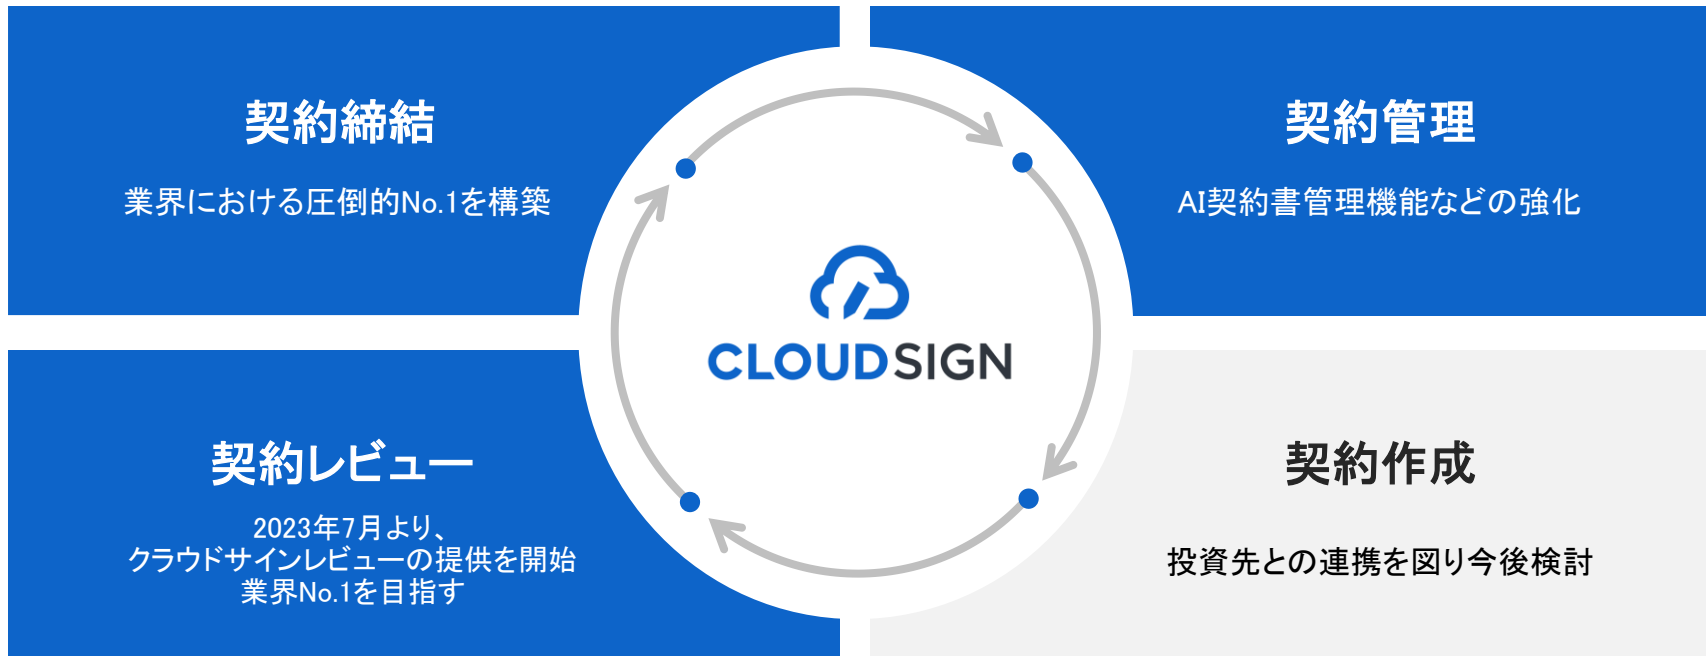 契約締結
業界における圧倒的No.1を構築
契約管理
AI契約書管理機能などの強化
CLOUDSIGN
契約レビュー
2023年7月より、
クラウドサインレビューの提供を開始
業界No.1を目指す
契約作成
投資先との連携を図り今後検討